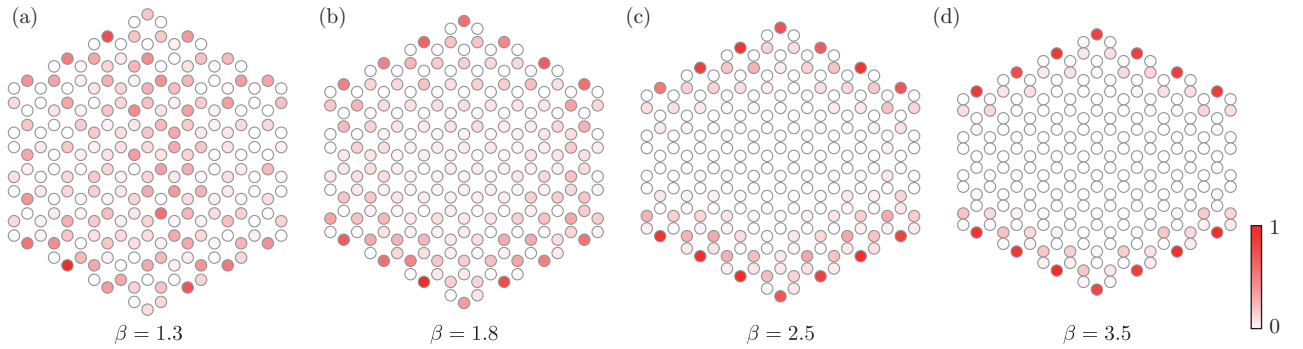 (a)
(b)
(c)
(d)
1
0
β = 1.3
β = 1.8
β = 2.5
β = 3.5